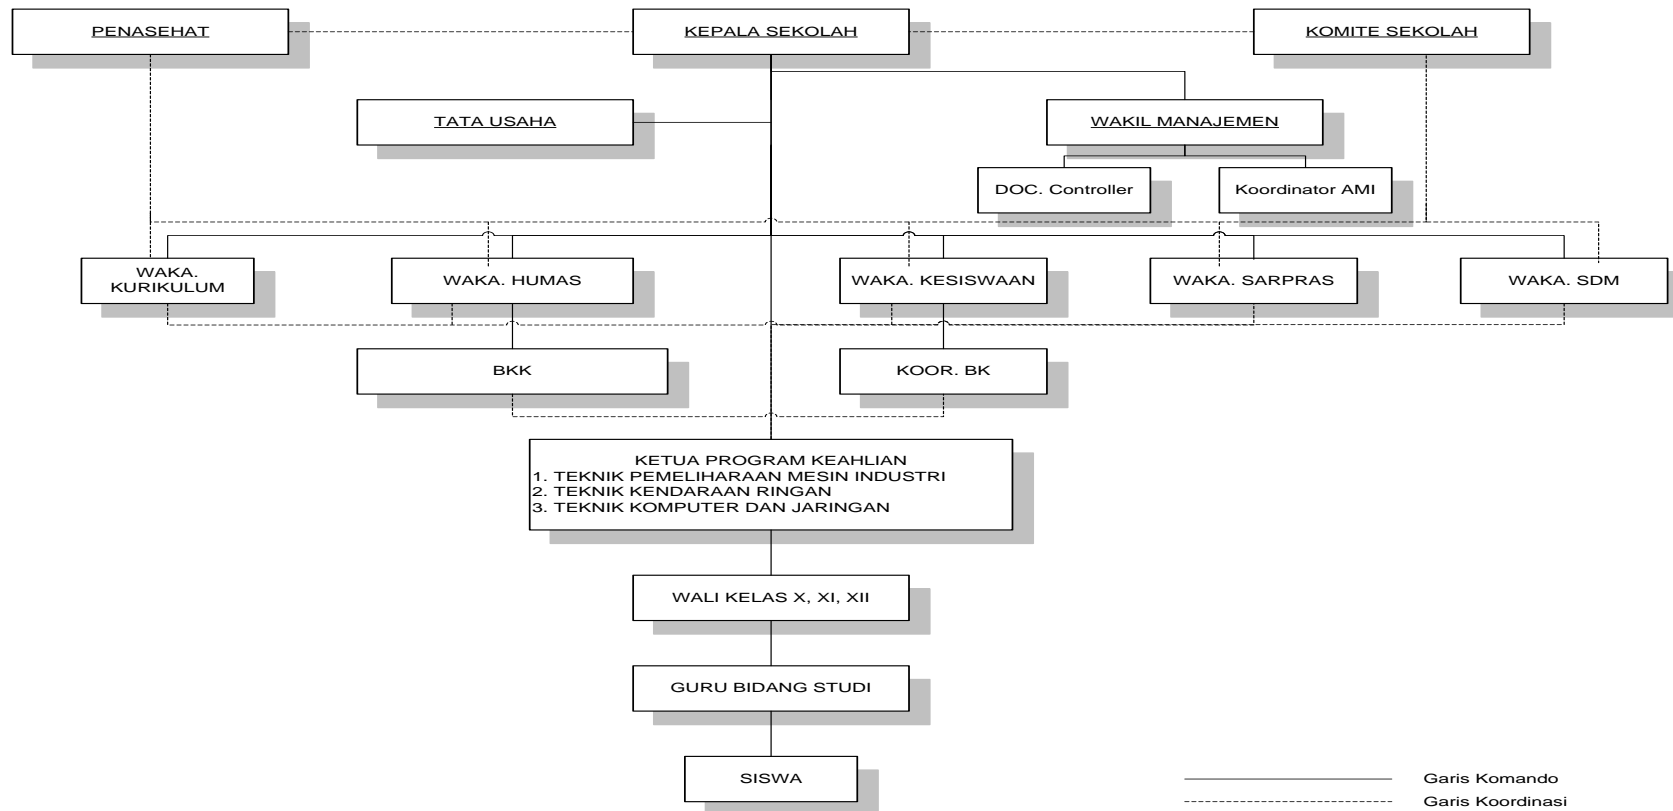 PENASEHAT
KEPALA SEKOLAH
KOMITE SEKOLAH
TATA USAHA
WAKIL MANAJEMEN
DOC. Controller
Koordinator AMI
WAKA.
KURIKULUM
WAKA. HUMAS
WAKA. KESISWAAN
WAKA. SARPRAS
WAKA. SDM
BKK
KOOR. BK
KETUA PROGRAM KEAHLIAN
1. TEKNIK PEMELIHARAAN MESIN INDUSTRI
2. TEKNIK KENDARAAN RINGAN
3. TEKNIK KOMPUTER DAN JARINGAN
WALI KELAS X, XI, XII
GURU BIDANG STUDI
SISWA
Garis Komando
Garis Koordinasi